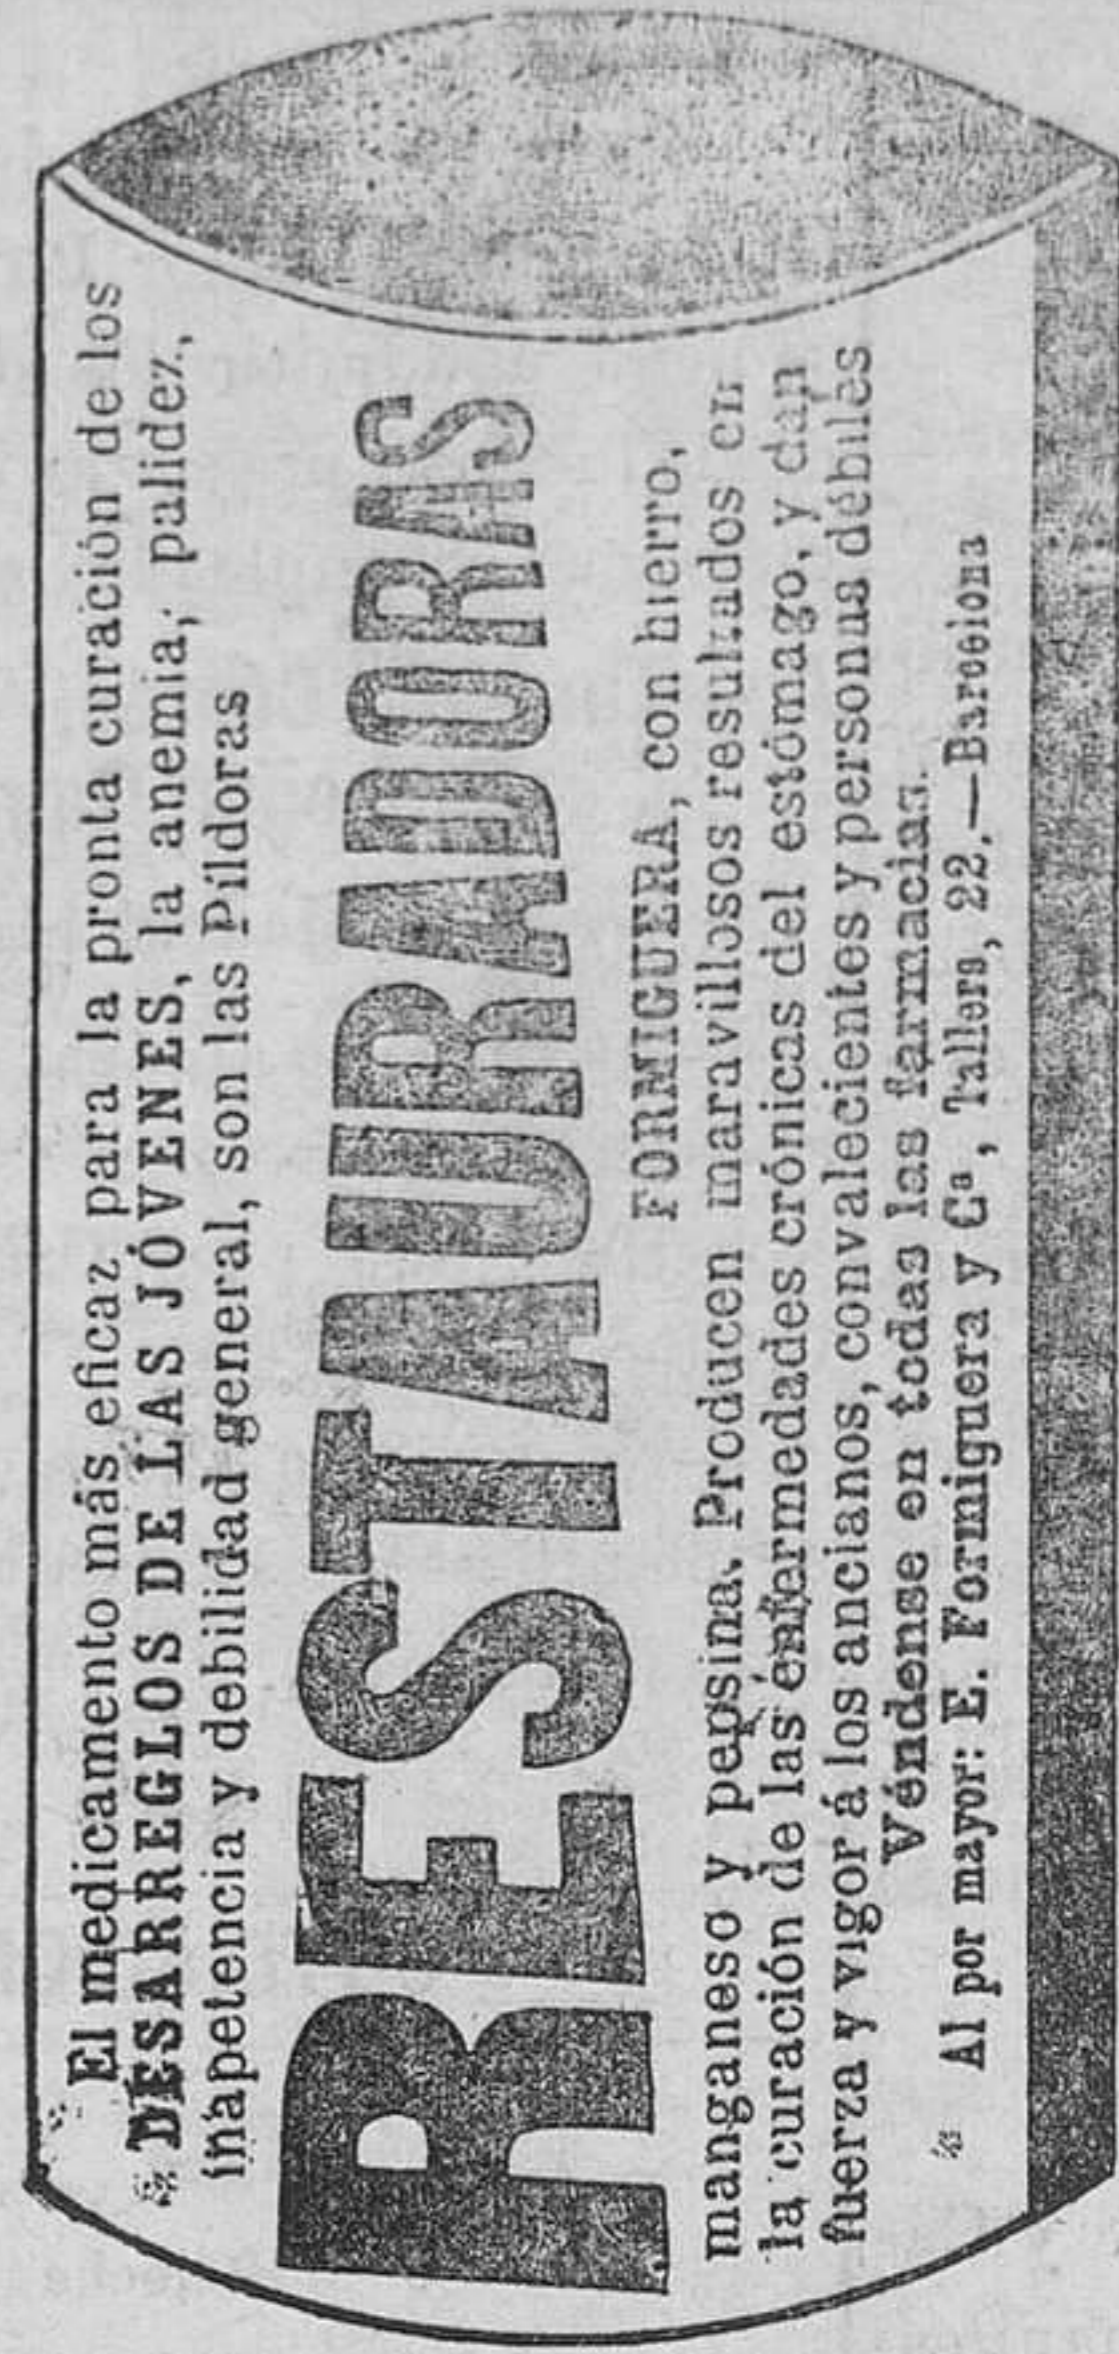 El medicamento más eficaz para la pronta curación de los
DESARREGLOS DE LAS JÓVENES, la anemia, palidez,
inapetencia y debilidad general, son las Pildoras
RESTAURADORAS
FORMIGUERA, con hierro,
manganeso y pepsina. Producen maravillosos resultados en
la curación de las enfermedades crónicas del estómago, y dan
fuerza y vigor á los ancianos, convalecientes y personas débiles
Véndense en todas las farmacias.
Al por mayor: E. Formiguera y Cª, Tallers, 22.—Barcelona